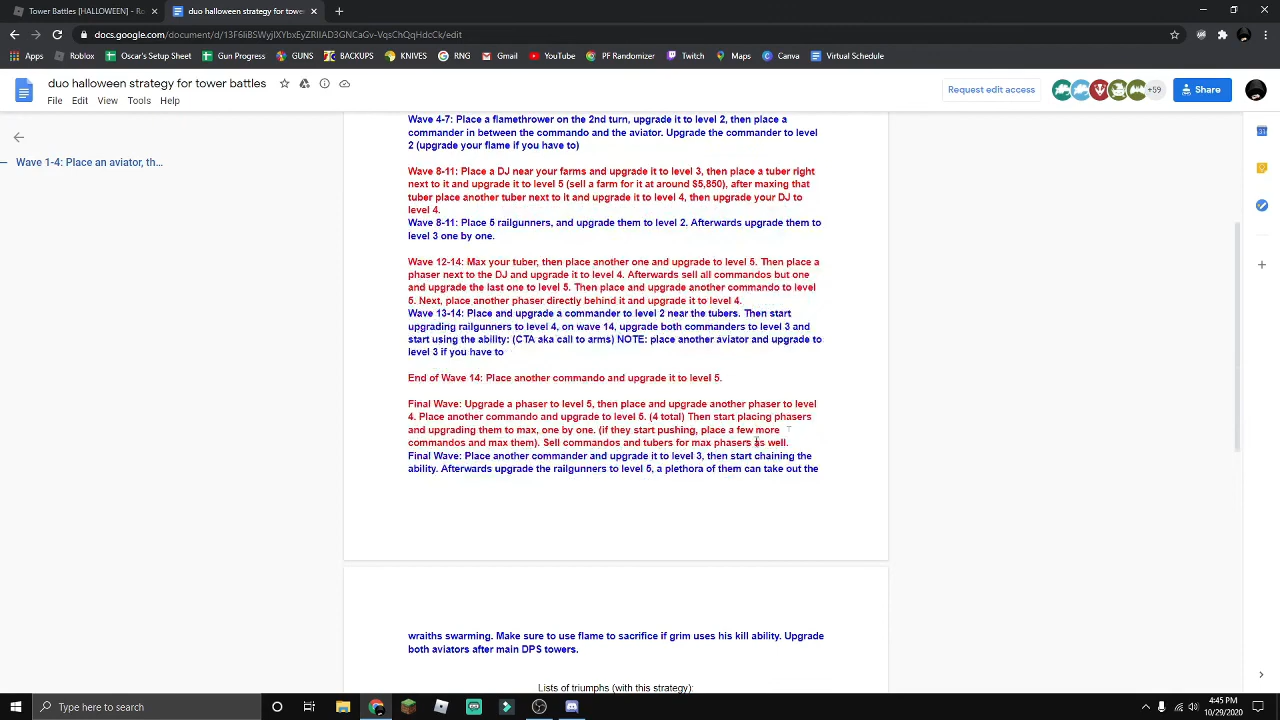 Tower Battles [HALLOWEEN] - Ro
duo halloween strategy for tower
docs.google.com/document/d/13F6liBSWyjlXYbxEyZRIIAD3GNCaGv-VqsChQqHdcCk/edit
Apps
Roblox
Oscar's Setup Sheet
Gun Progress
GUNS
BACKUPS
KNIVES
RNG
Gmail
PF Randomizer
Twitch
Maps
Canva
Virtual Schedule
duo halloween strategy for tower battles
File Edit View Tools Help
Request edit access
+59
Share
Wave 1-4: Place an aviator, th...
Wave 4-7: Place a flamethrower on the 2nd turn, upgrade it to level 2, then place a
commander in between the commando and the aviator. Upgrade the commander to level
2 (upgrade your flame if you have to)
Wave 8-11: Place a DJ near your farms and upgrade it to level 3, then place a tuber right
next to it and upgrade it to level 5 (sell a farm for it at around $5,850), after maxing that
tuber place another tuber next to it and upgrade it to level 4, then upgrade your DJ to
level 4.
Wave 8-11: Place 5 railgunners, and upgrade them to level 2. Afterwards upgrade them to
level 3 one by one.
Wave 12-14: Max your tuber, then place another one and upgrade to level 5. Then place a
phaser next to the DJ and upgrade it to level 4. Afterwards sell all commandos but one
and upgrade the last one to level 5. Then place and upgrade another commando to level
5. Next, place another phaser directly behind it and upgrade it to level 4.
Wave 13-14: Place and upgrade a commander to level 2 near the tubers. Then start
upgrading railgunners to level 4, on wave 14, upgrade both commanders to level 3 and
start using the ability: (CTA aka call to arms) NOTE: place another aviator and upgrade to
level 3 if you have to
End of Wave 14: Place another commando and upgrade it to level 5.
Final Wave: Upgrade a phaser to level 5, then place and upgrade another phaser to level
4. Place another commando and upgrade to level 5. (4 total) Then start placing phasers
and upgrading them to max, one by one. (if they start pushing, place a few more
commandos and max them). Sell commandos and tubers for max phasers as well.
Final Wave: Place another commander and upgrade it to level 3, then start chaining the
ability. Afterwards upgrade the railgunners to level 5, a plethora of them can take out the
wraiths swarming. Make sure to use flame to sacrifice if grim uses his kill ability. Upgrade
both aviators after main DPS towers.
Lists of triumphs (with this strategy):
Type here to search
4:45 PM
10/29/2020